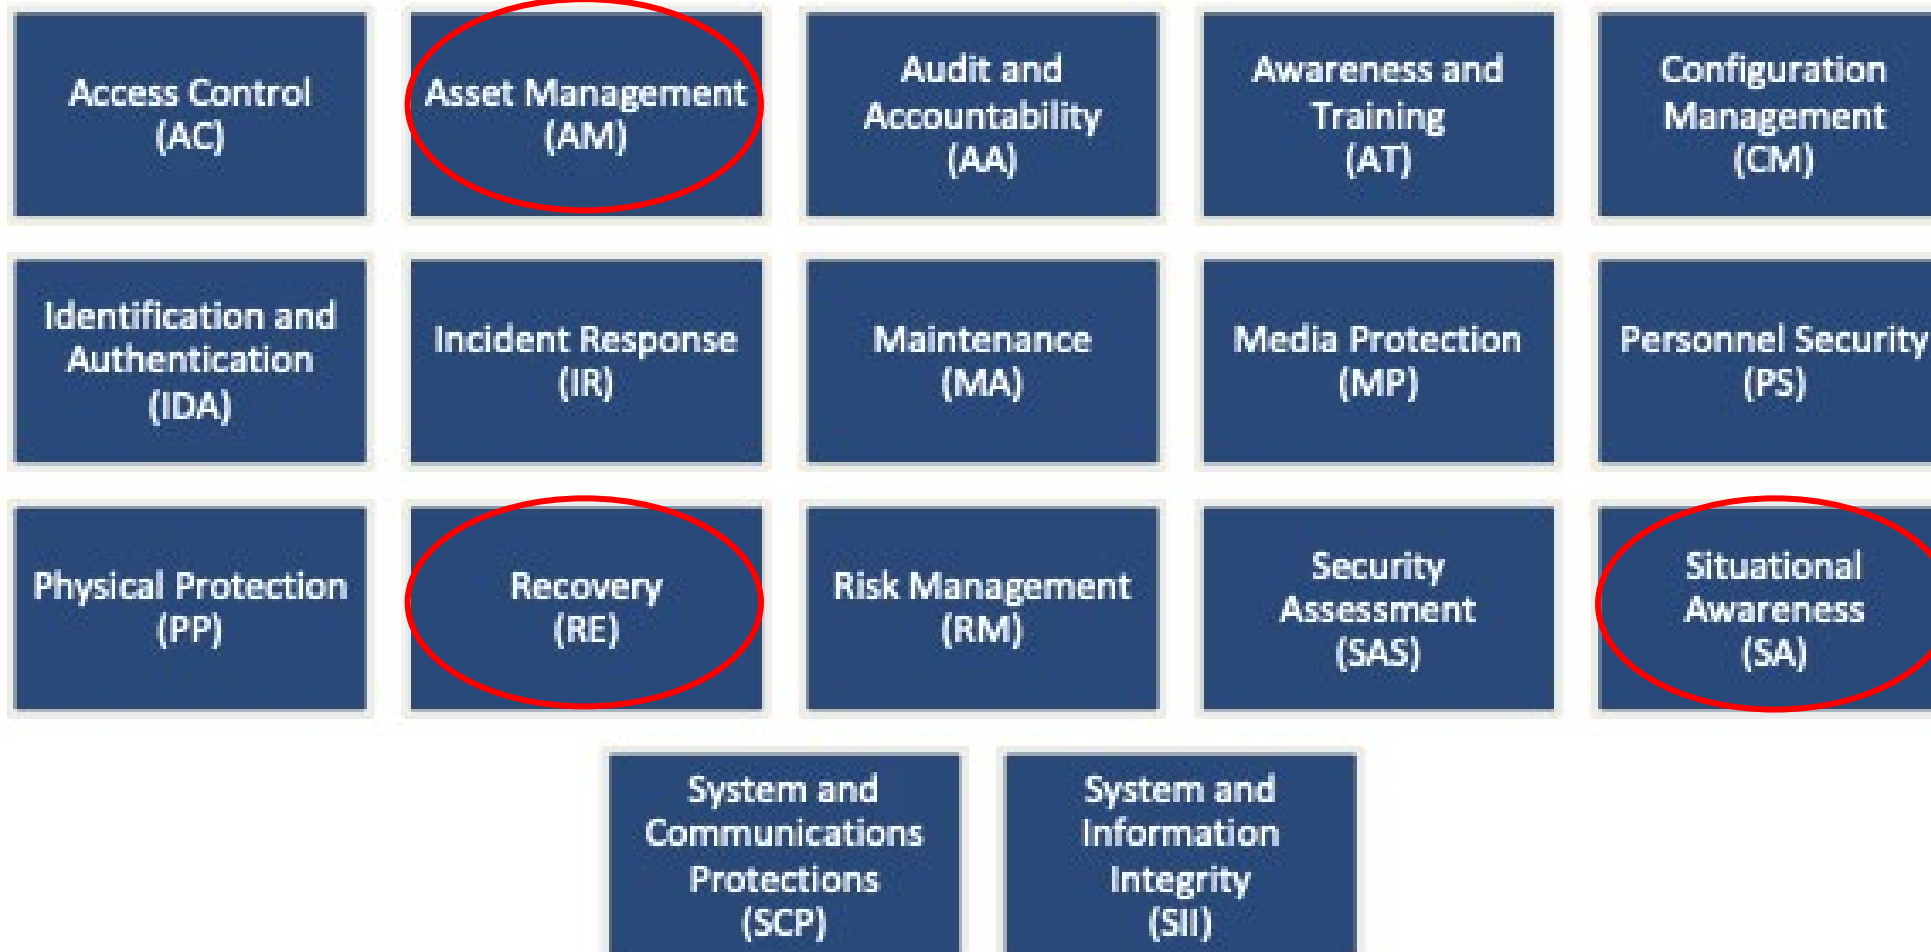 Access Control
(AC)
Asset Management
(AM)
Audit and
Accountability
(AA)
Awareness and
Training
(AT)
Configuration
Management
(CM)
Identification and
Authentication
(IDA)
Incident Response
(IR)
Maintenance
(MA)
Media Protection
(MP)
Personnel Security
(PS)
Physical Protection
(PP)
Recovery
(RE)
Risk Management
(RM)
Security
Assessment
(SAS)
Situational
Awareness
(SA)
System and
Communications
Protections
(SCP)
System and
Information
Integrity
(SII)